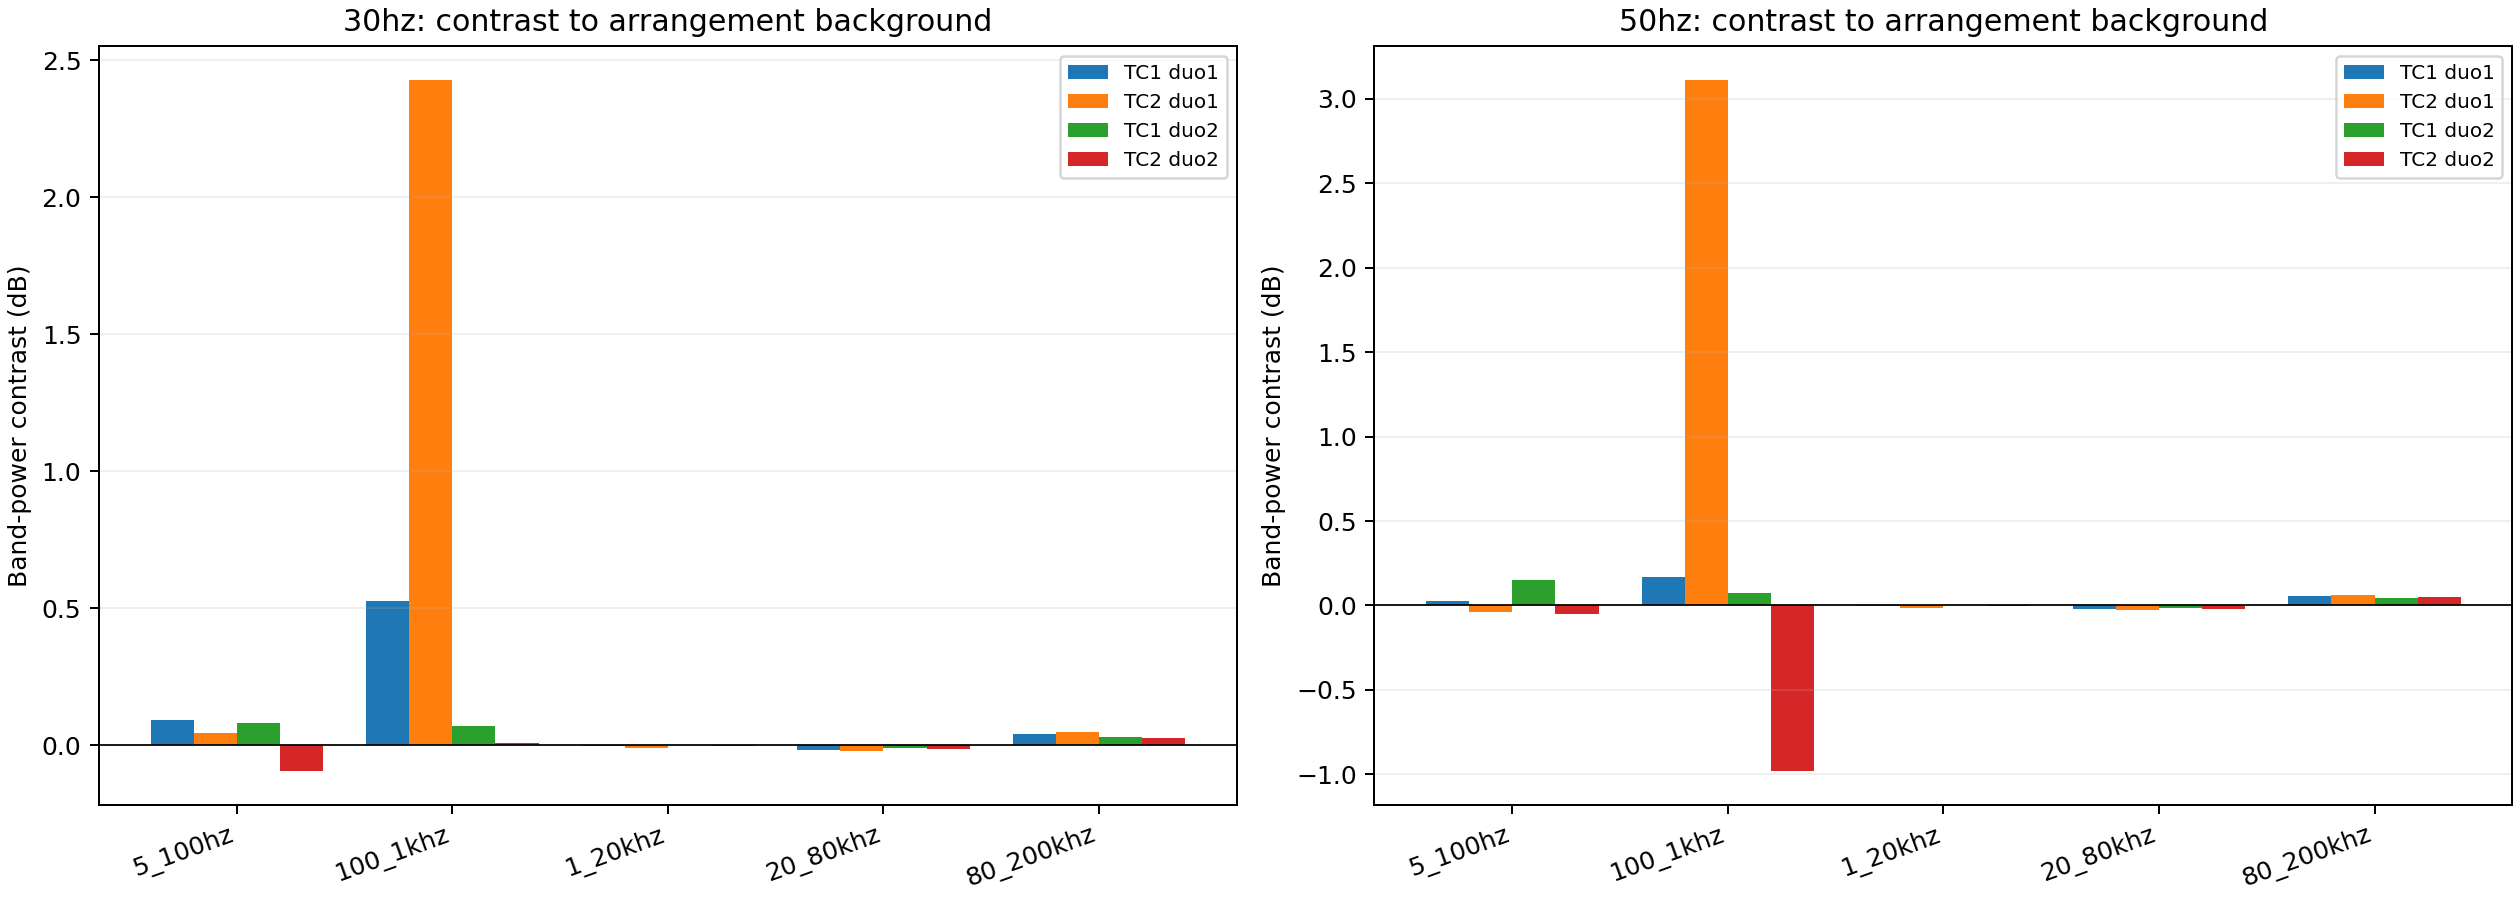 30hz: contrast to arrangement background
Band-power contrast (dB)
2.5
2.0
1.5
1.0
0.5
0.0
5_100hz
100_1khz
1_20khz
20_80khz
80_200khz
TC1 duo1
TC2 duo1
TC1 duo2
TC2 duo2
50hz: contrast to arrangement background
Band-power contrast (dB)
3.0
2.5
2.0
1.5
1.0
0.5
0.0
−0.5
−1.0
5_100hz
100_1khz
1_20khz
20_80khz
80_200khz
TC1 duo1
TC2 duo1
TC1 duo2
TC2 duo2